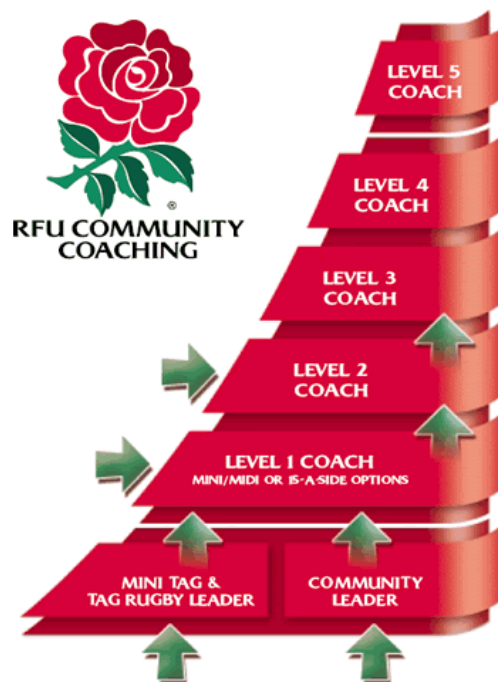 LEVEL 5
COACH
LEVEL 4
COACH
®
RFU COMMUNITY
COACHING
LEVEL 3
COACH
LEVEL 2
COACH
LEVEL 1 COACH
MINI/MIDI OR 15-A-SIDE OPTIONS
MINI TAG &
TAG RUGBY LEADER
COMMUNITY
LEADER